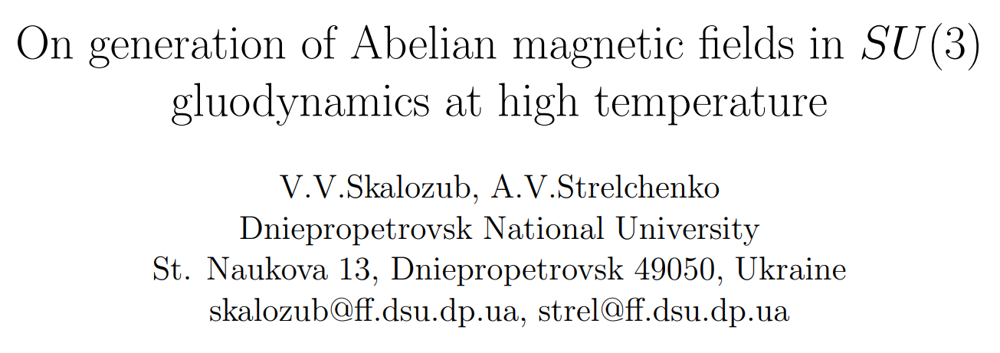 On generation of Abelian magnetic fields in SU(3)
gluodynamics at high temperature
V.V.Skalozub, A.V.Strelchenko
Dniepropetrovsk National University
St. Naukova 13, Dniepropetrovsk 49050, Ukraine
skalozub@ff.dsu.dp.ua, strel@ff.dsu.dp.ua